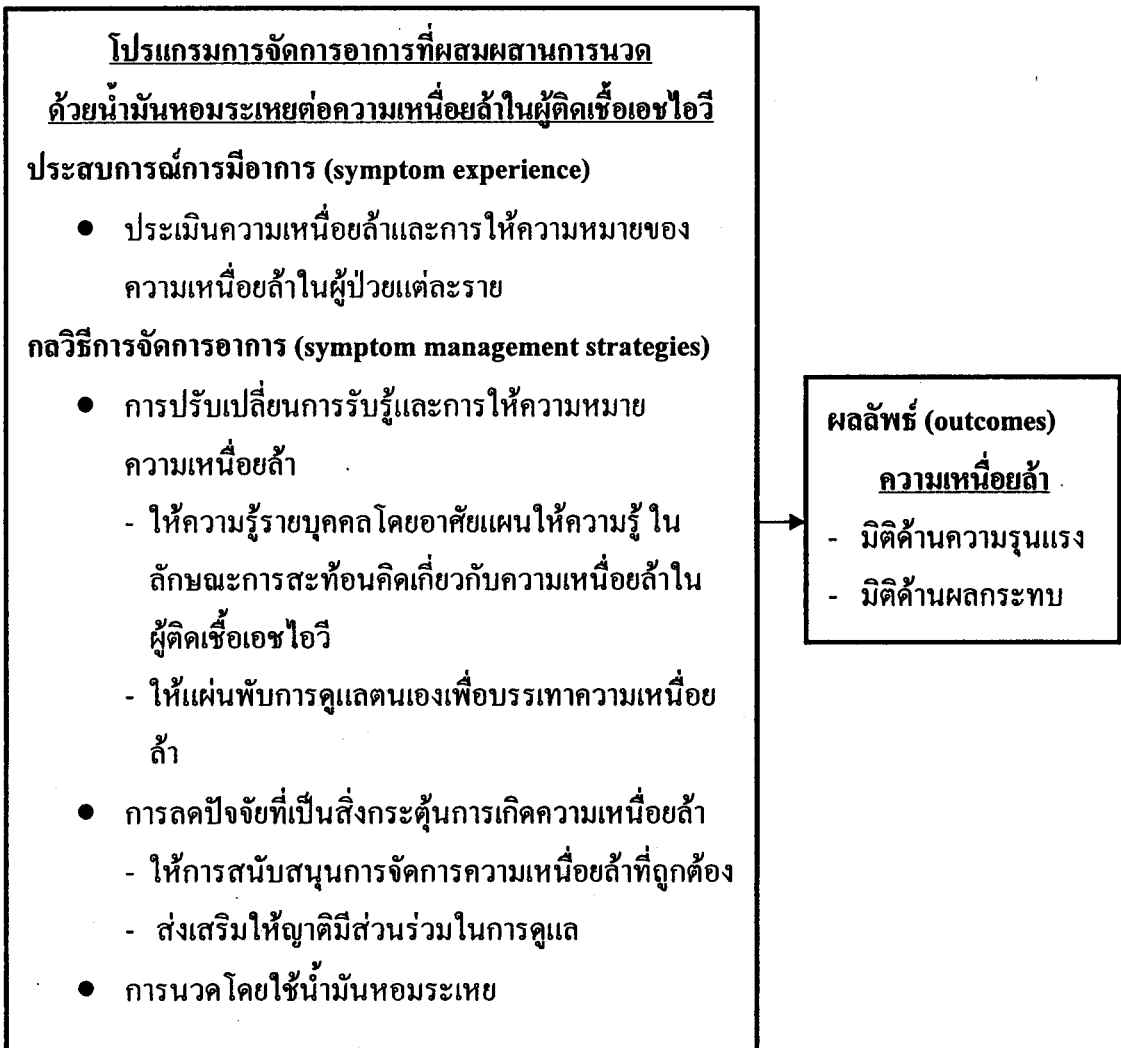 โปรแกรมการจัดการอาการที่ผสมผสานการนวด
ด้วยน้ำมันหอมระเหยต่อความเหนื่อยล้าในผู้ติดเชื้อเอชไอวี
ประสบการณ์การมีอาการ (symptom experience)
● ประเมินความเหนื่อยล้าและการให้ความหมายของ
ความเหนื่อยล้าในผู้ป่วยแต่ละราย
กลวิธีการจัดการอาการ (symptom management strategies)
● การปรับเปลี่ยนการรับรู้และการให้ความหมาย
ความเหนื่อยล้า
- ให้ความรู้รายบุคคลโดยอาศัยแผนให้ความรู้ ใน
ลักษณะการสะท้อนคิดเกี่ยวกับความเหนื่อยล้าใน
ผู้ติดเชื้อเอชไอวี
- ให้แผ่นพับการดูแลตนเองเพื่อบรรเทาความเหนื่อย
ล้า
● การลดปัจจัยที่เป็นสิ่งกระตุ้นการเกิดความเหนื่อยล้า
- ให้การสนับสนุนการจัดการความเหนื่อยล้าที่ถูกต้อง
- ส่งเสริมให้ญาติมีส่วนร่วมในการดูแล
● การนวดโดยใช้น้ำมันหอมระเหย
ผลลัพธ์ (outcomes)
ความเหนื่อยล้า
- มิติด้านความรุนแรง
- มิติด้านผลกระทบ